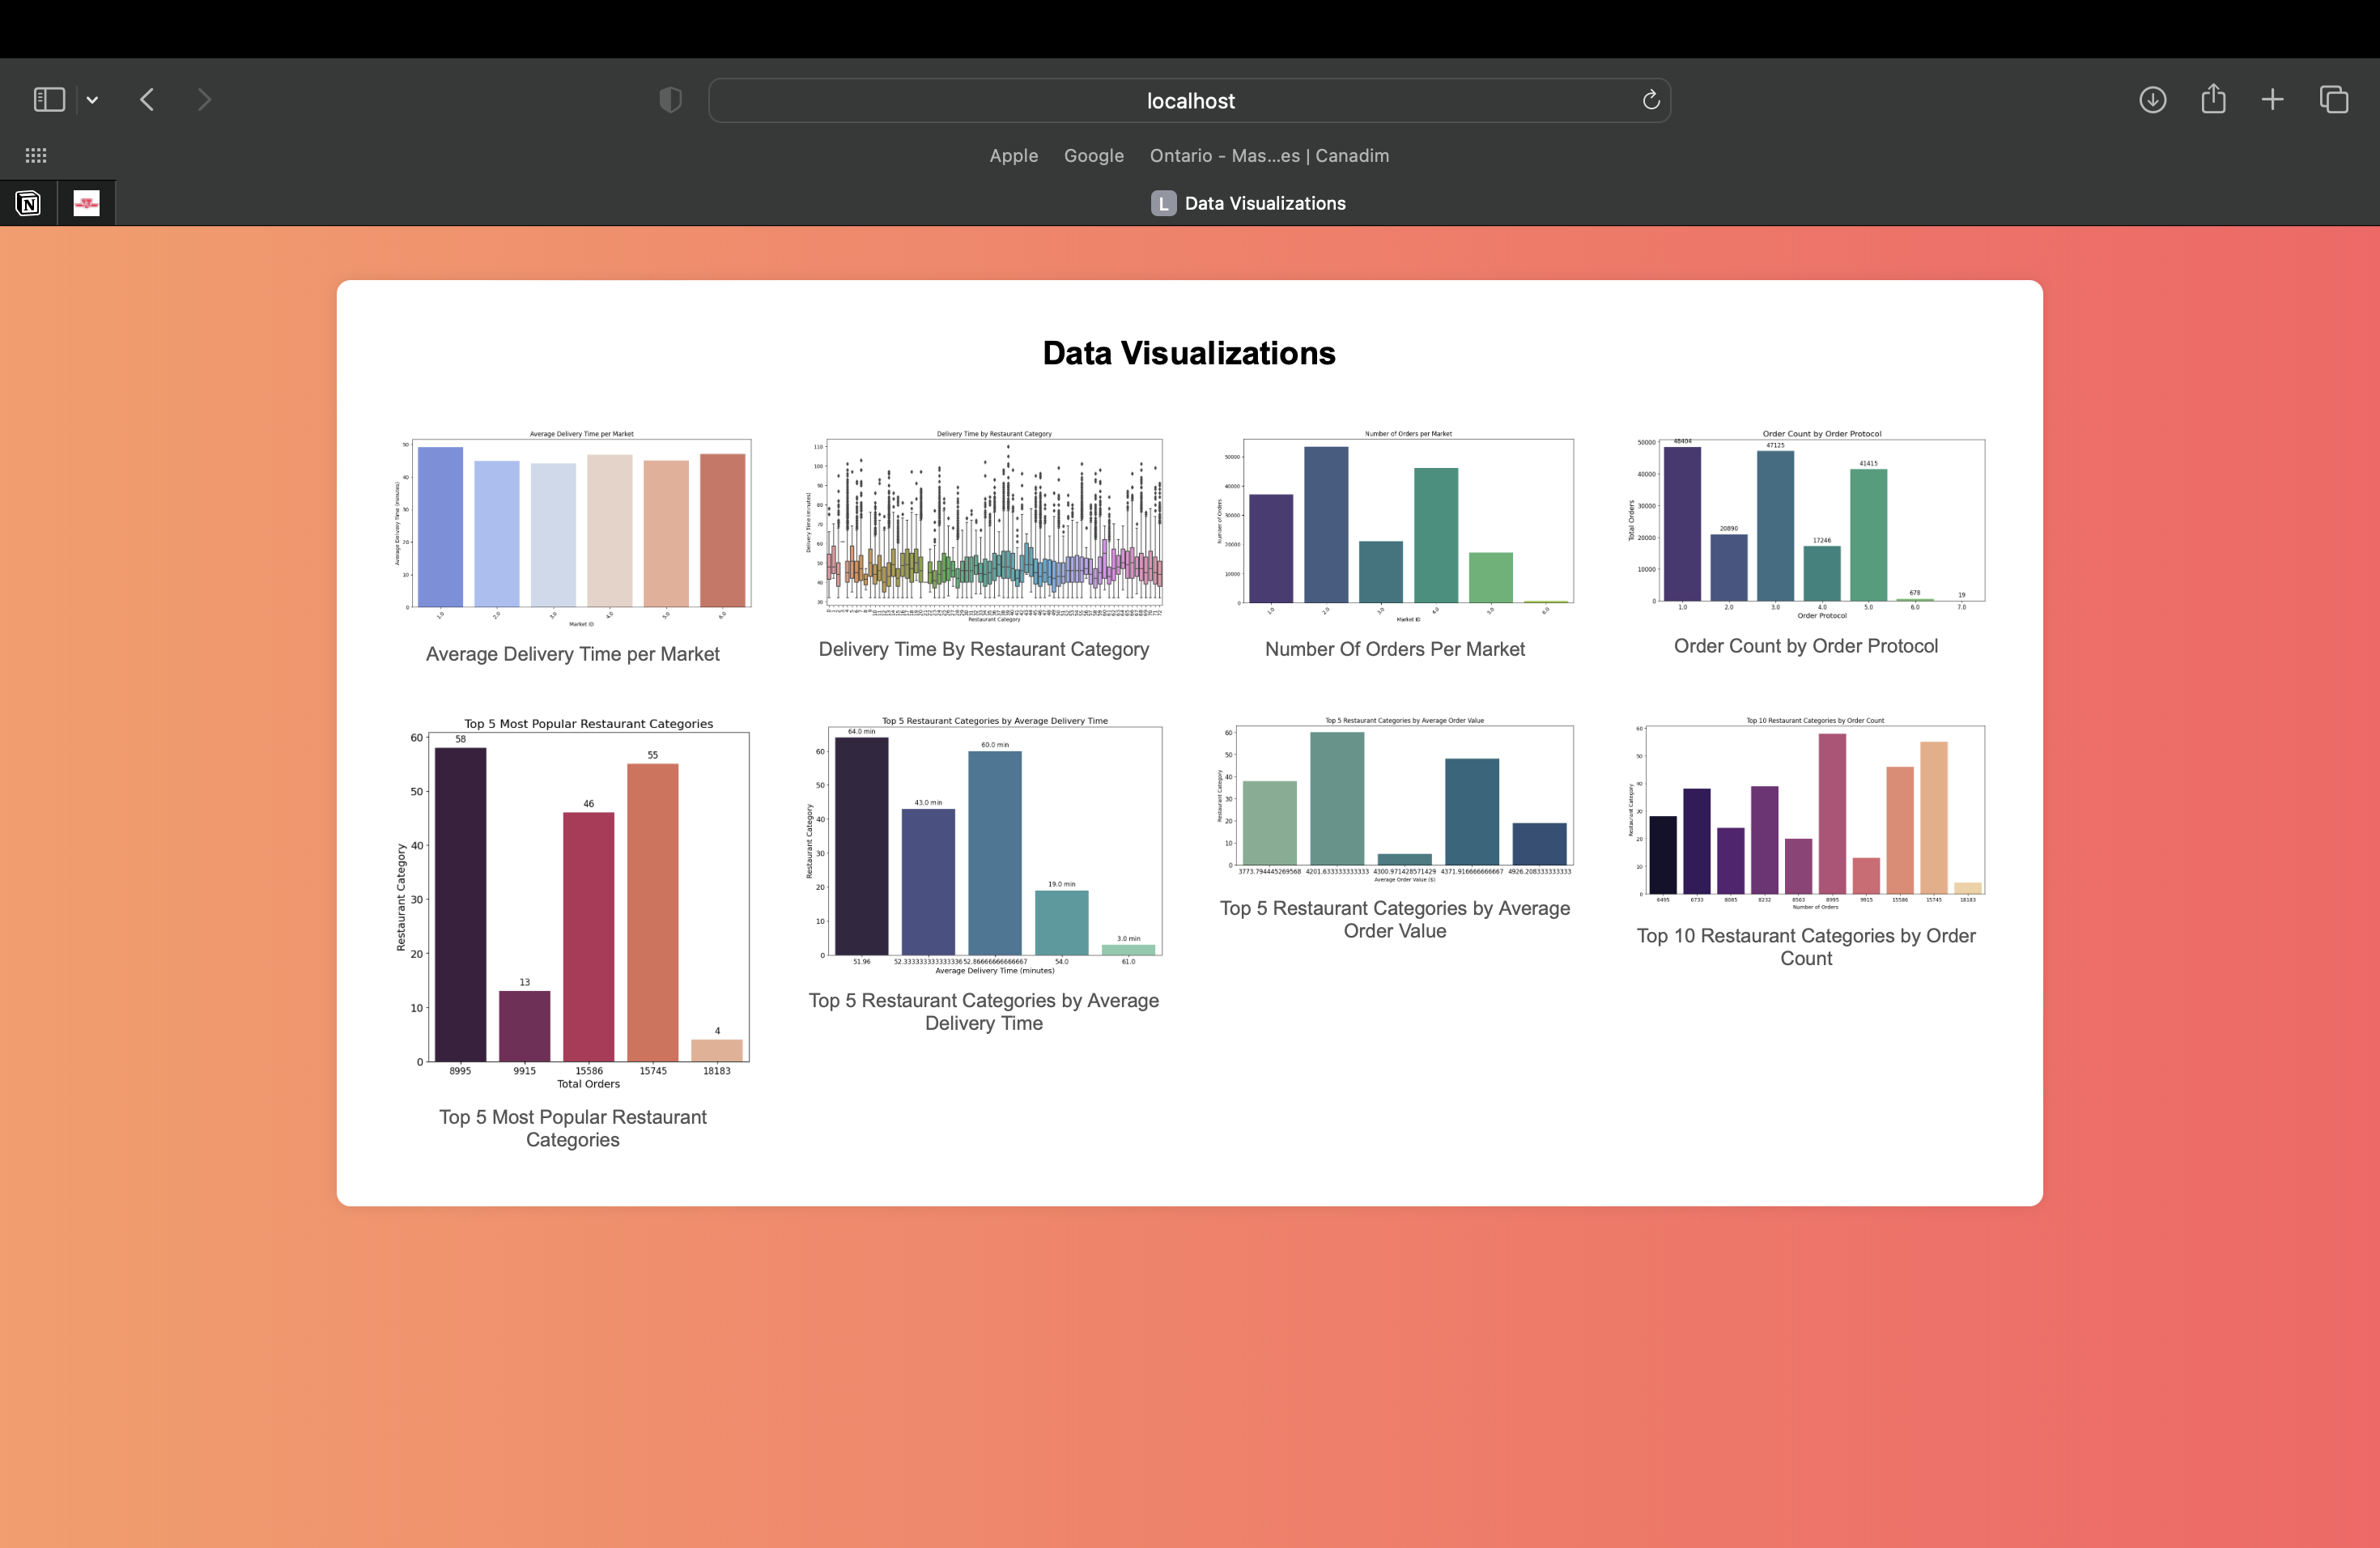 localhost
Apple Google Ontario - Mas...es | Canadim
L Data Visualizations
Data Visualizations
Average Delivery Time per Market
Average Delivery Time (minutes)
50
40
30
20
10
0
1.0 2.0 3.0 4.0 5.0 6.0
Market ID
Average Delivery Time per Market
Delivery Time by Restaurant Category
Delivery Time (minutes)
110
100
90
80
70
60
50
40
30
Restaurant Category
Delivery Time By Restaurant Category
Number of Orders per Market
Number of Orders
50000
40000
30000
20000
10000
0
1.0 2.0 3.0 4.0 5.0 6.0
Market ID
Number Of Orders Per Market
Order Count by Order Protocol
Total Orders
50000
40000
30000
20000
10000
0
48404 20890 47125 17246 41415 678 19
1.0 2.0 3.0 4.0 5.0 6.0 7.0
Order Protocol
Order Count by Order Protocol
Top 5 Most Popular Restaurant Categories
Restaurant Category
60
50
40
30
20
10
0
58 13 46 55 4
8995 9915 15586 15745 18183
Total Orders
Top 5 Most Popular Restaurant
Categories
Top 5 Restaurant Categories by Average Delivery Time
Restaurant Category
60
50
40
30
20
10
0
64.0 min 43.0 min 60.0 min 19.0 min 3.0 min
51.96 52.333333333333336 52.86666666666667 54.0 61.0
Average Delivery Time (minutes)
Top 5 Restaurant Categories by Average
Delivery Time
Top 5 Restaurant Categories by Average Order Value
Restaurant Category
60
50
40
30
20
10
0
3773.794445269568 4201.633333333333 4300.971428571429 4371.916666666667 4926.208333333333
Average Order Value ($)
Top 5 Restaurant Categories by Average
Order Value
Top 10 Restaurant Categories by Order Count
Restaurant Category
60
50
40
30
20
10
0
6495 6733 8085 8232 8563 8995 9915 15586 15745 18183
Number of Orders
Top 10 Restaurant Categories by Order
Count